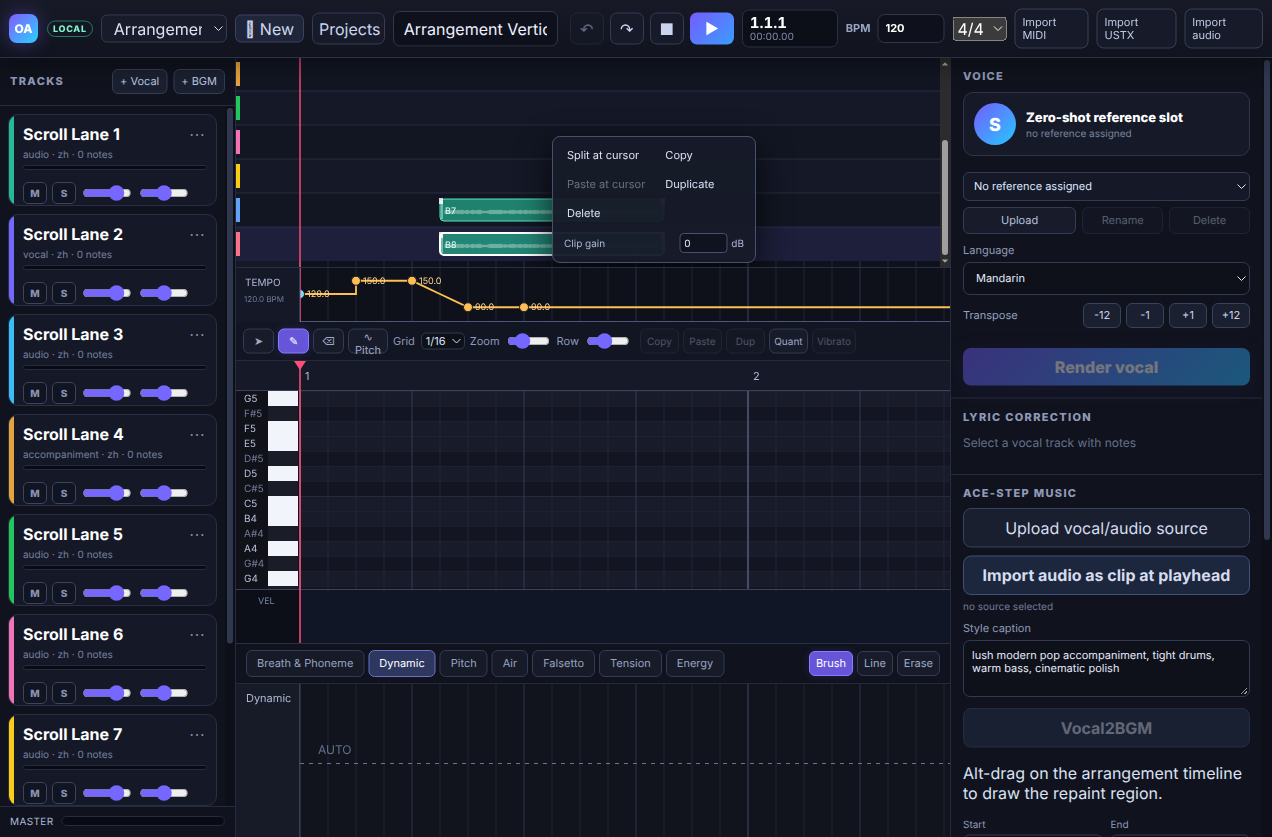 OA
LOCAL
Arrangemer
New
Projects
Arrangement Vertic
1.1.1
00:00.00
BPM
120
4/4
Import MIDI
Import USTX
Import audio
TRACKS
+ Vocal
+ BGM
Scroll Lane 1
audio · zh · 0 notes
M
S
Scroll Lane 2
vocal · zh · 0 notes
M
S
Scroll Lane 3
audio · zh · 0 notes
M
S
Scroll Lane 4
accompaniment · zh · 0 notes
M
S
Scroll Lane 5
audio · zh · 0 notes
M
S
Scroll Lane 6
audio · zh · 0 notes
M
S
Scroll Lane 7
audio · zh · 0 notes
M
S
MASTER
B7
B8
Split at cursor
Copy
Paste at cursor
Duplicate
Delete
Clip gain
0
dB
TEMPO
120.0 BPM
120.0
150.0
150.0
90.0
90.0
Pitch
Grid
1/16
Zoom
Row
Copy
Paste
Dup
Quant
Vibrato
1
2
G5
F#5
F5
E5
D#5
D5
C#5
C5
B4
A#4
A4
G#4
G4
VEL
Breath & Phoneme
Dynamic
Pitch
Air
Falsetto
Tension
Energy
Brush
Line
Erase
Dynamic
AUTO
VOICE
S
Zero-shot reference slot
no reference assigned
No reference assigned
Upload
Rename
Delete
Language
Mandarin
Transpose
-12
-1
+1
+12
Render vocal
LYRIC CORRECTION
Select a vocal track with notes
ACE-STEP MUSIC
Upload vocal/audio source
Import audio as clip at playhead
no source selected
Style caption
lush modern pop accompaniment, tight drums,
warm bass, cinematic polish
Vocal2BGM
Alt-drag on the arrangement timeline
to draw the repaint region.
Start
End